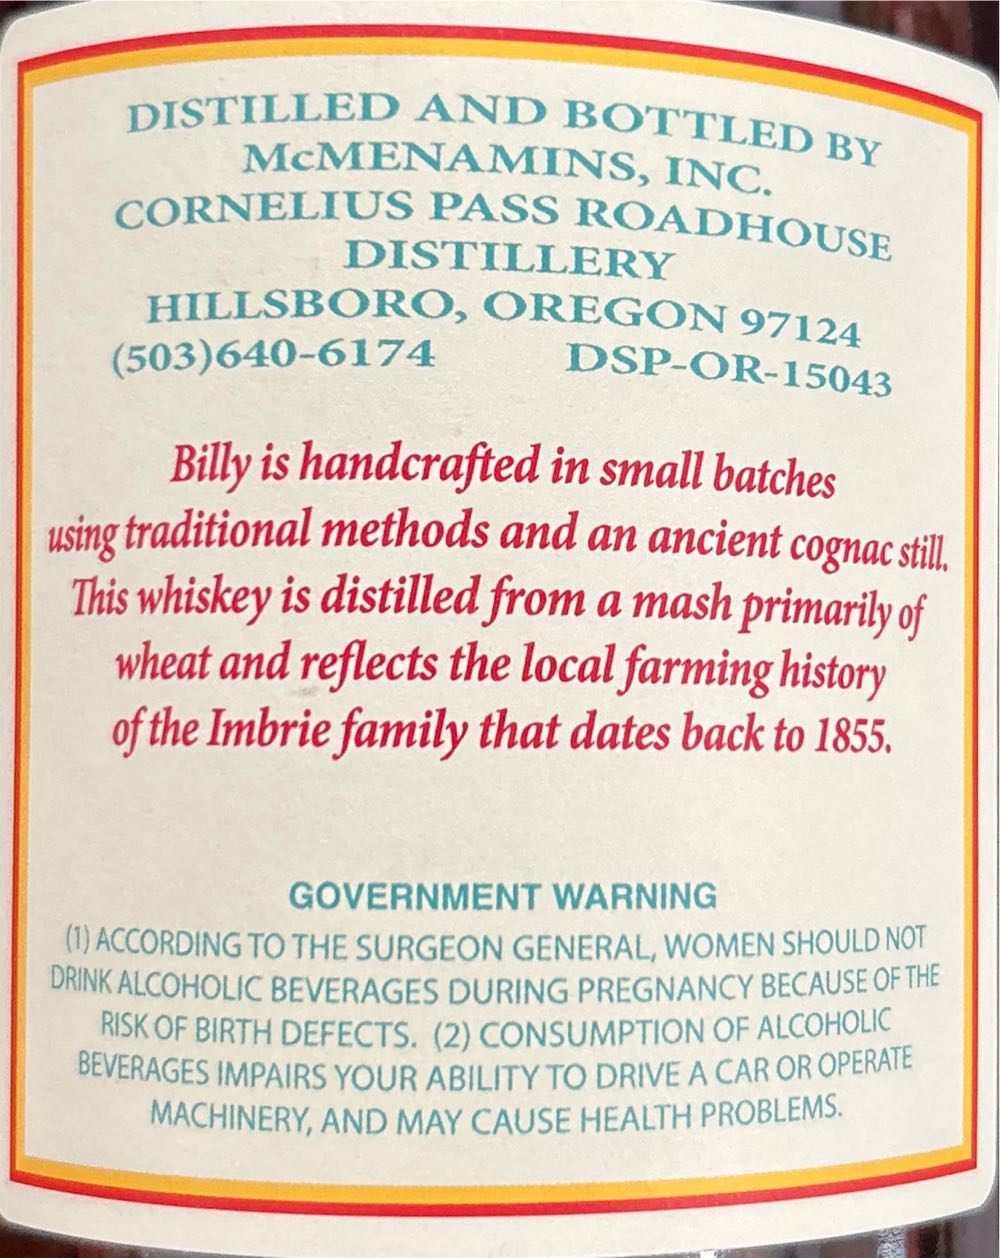 DISTILLED AND BOTTLED BY
McMENAMINS, INC.
CORNELIUS PASS ROADHOUSE
DISTILLERY
HILLSBORO, OREGON 97124
(503)640-6174 DSP-OR-15043
Billy is handcrafted in small batches
using traditional methods and an ancient cognac still.
This whiskey is distilled from a mash primarily of
wheat and reflects the local farming history
of the Imbrie family that dates back to 1855.
GOVERNMENT WARNING
(1) ACCORDING TO THE SURGEON GENERAL, WOMEN SHOULD NOT
DRINK ALCOHOLIC BEVERAGES DURING PREGNANCY BECAUSE OF THE
RISK OF BIRTH DEFECTS. (2) CONSUMPTION OF ALCOHOLIC
BEVERAGES IMPAIRS YOUR ABILITY TO DRIVE A CAR OR OPERATE
MACHINERY, AND MAY CAUSE HEALTH PROBLEMS.